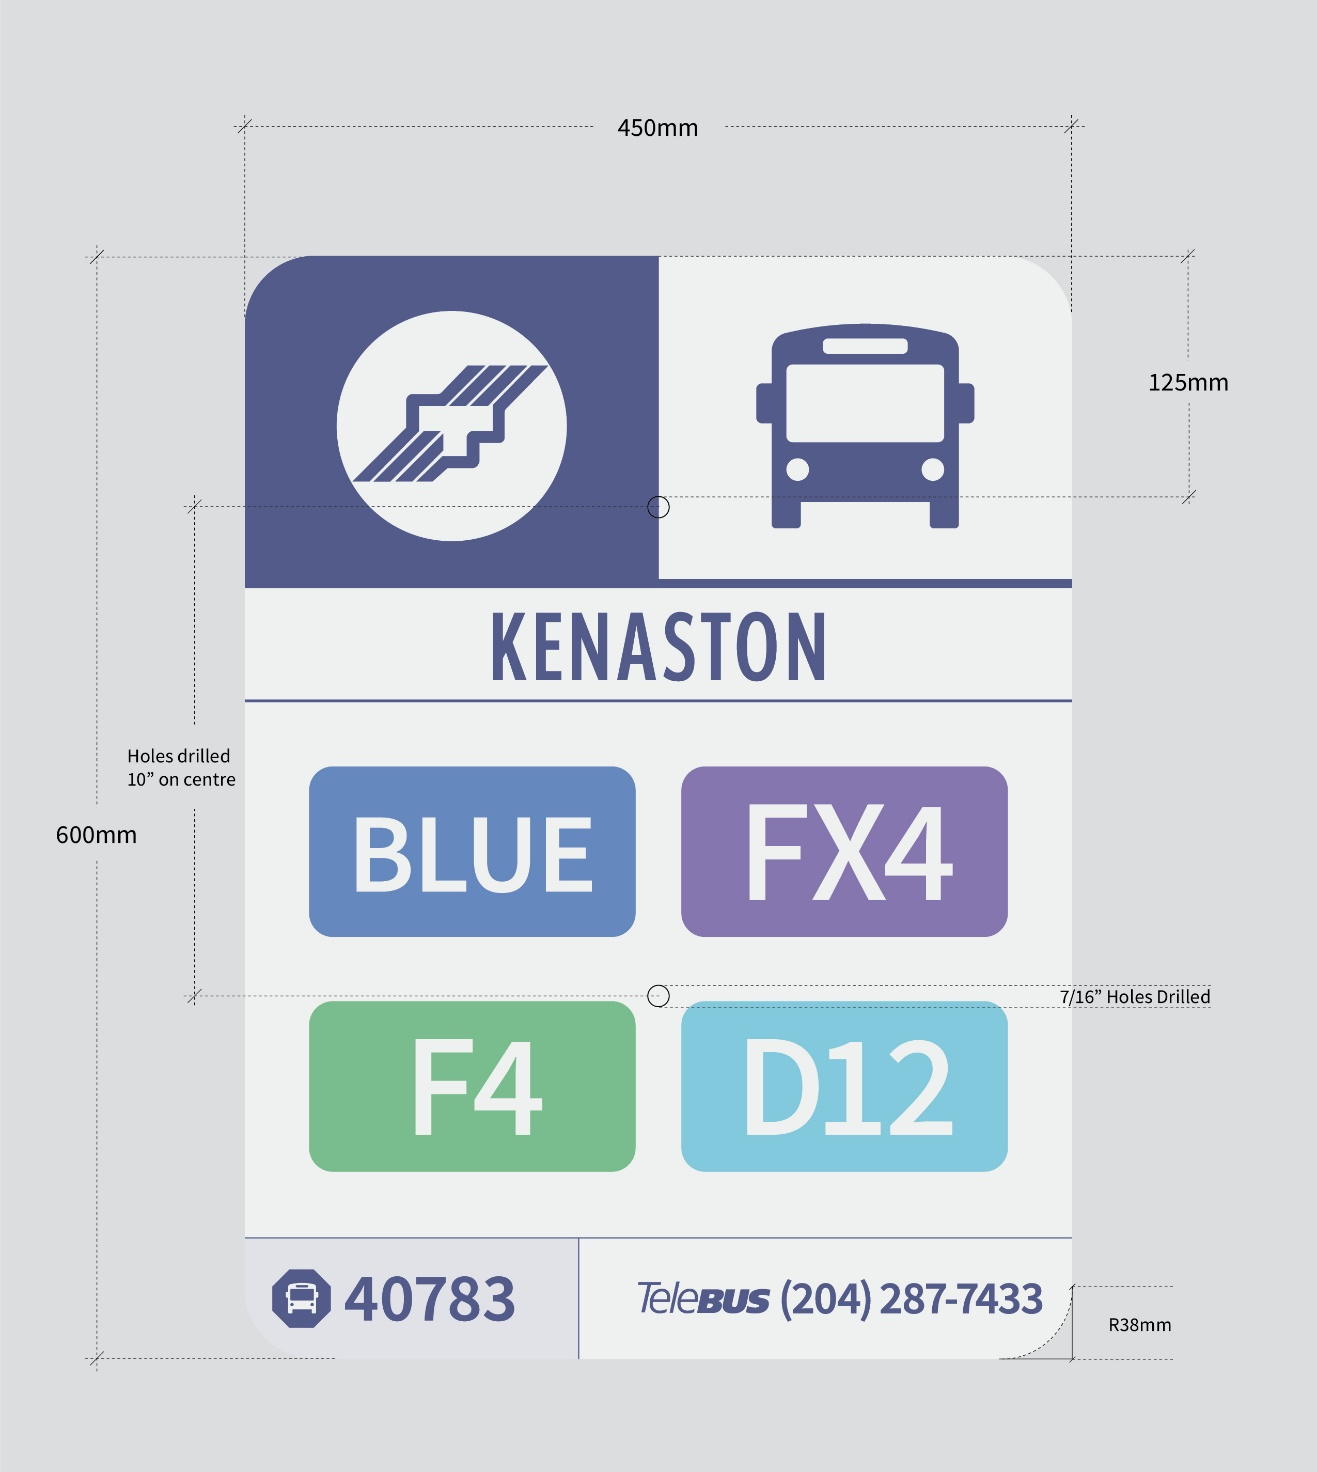 450mm
125mm
KENASTON
Holes drilled
10” on centre
600mm
BLUE
FX4
7/16” Holes Drilled
F4
D12
40783
TeleBUS (204) 287-7433
R38mm